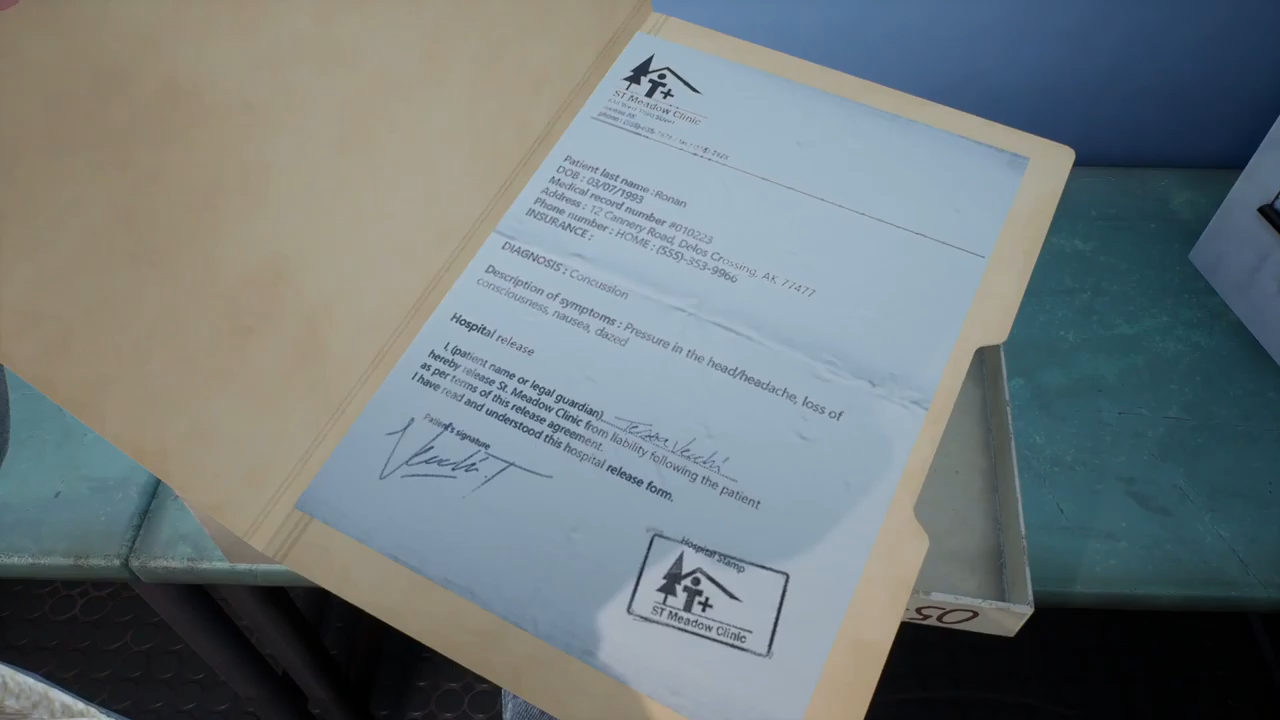 ST Meadow Clinic
Patient last name : Ronan
DOB : 03/07/1993
Medical record number #010223
Address : 12 Cannery Road, Delos Crossing, AK 77477
Phone number : HOME : (555)-353-9966
INSURANCE :
DIAGNOSIS : Concussion
Description of symptoms : Pressure in the head/headache, loss of
consciousness, nausea, dazed
Hospital release
I, (patient name or legal guardian) Tessa Vecchi
hereby release St. Meadow Clinic from liability following the patient
as per terms of this release agreement.
I have read and understood this hospital release form.
Patient's signature
Vecchi T
Hospital Stamp
ST Meadow Clinic
05